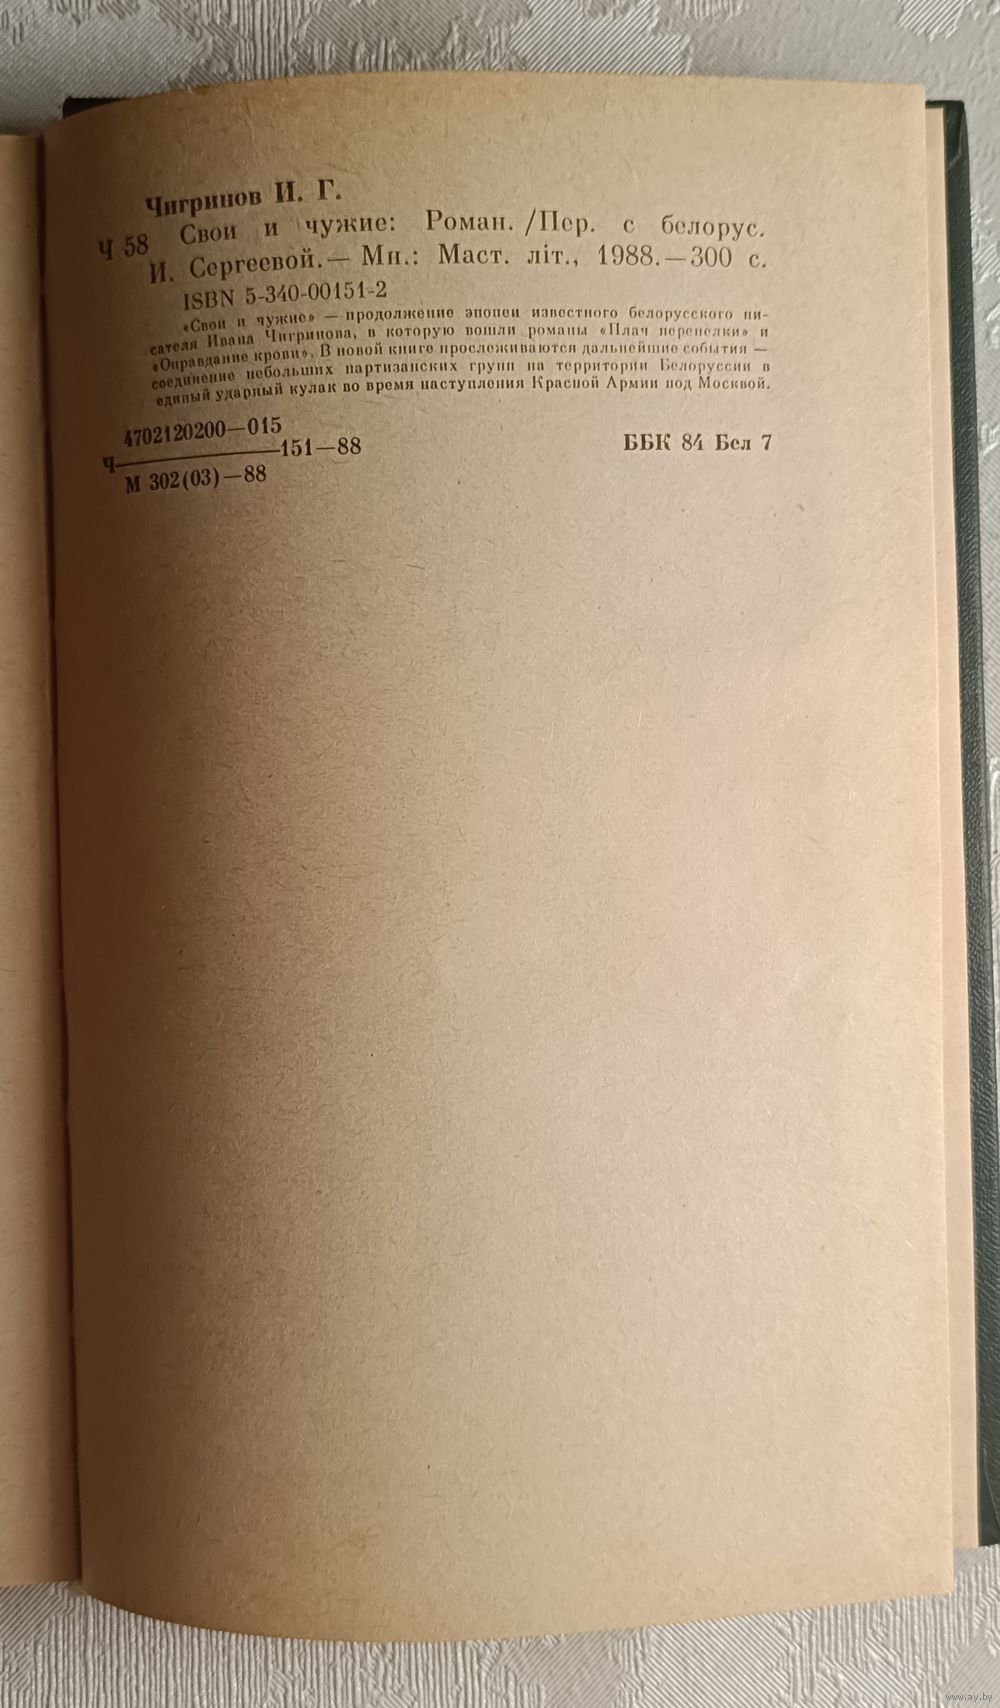 Чигринов И. Г.
Ч 58 Свои и чужие: Роман. /Пер. с белорус.
И. Сергеевой.— Мн.: Маст. літ., 1988.—300 с.
ISBN 5-340-00151-2
«Свои и чужие» — продолжение эпопеи известного белорусского пи-
сателя Ивана Чигринова, в которую вошли романы «Плач перепелки» и
«Оправдание крови». В новой книге прослеживаются дальнейшие события —
соединение небольших партизанских групп на территории Белоруссии в
единый ударный кулак во время наступления Красной Армии под Москвой.
4702120200—015
Ч 151—88 ББК 84 Бел 7
М 302(03)—88
www.ay.by